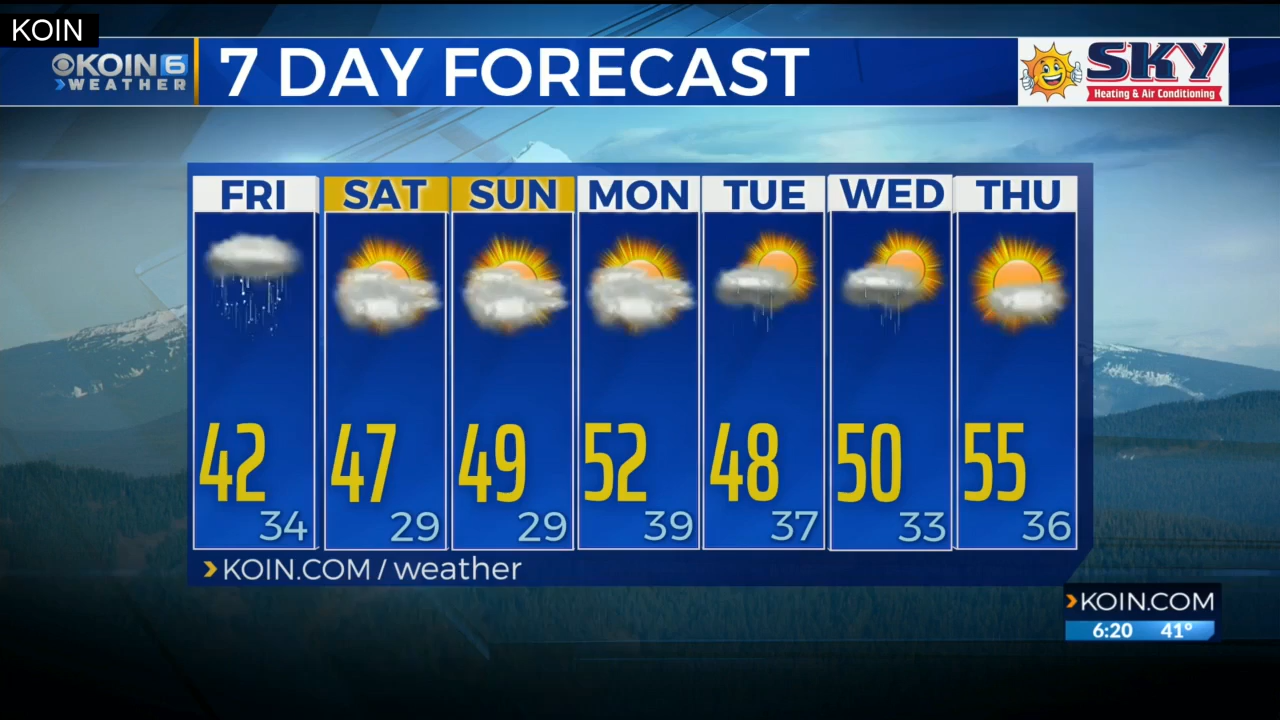 KOIN
KOIN 6
WEATHER
7 DAY FORECAST
SKY
Heating & Air Conditioning
FRI SAT SUN MON TUE WED THU
42 47 49 52 48 50 55
34 29 29 39 37 33 36
KOIN.COM / weather
KOIN.COM
6:20 41°